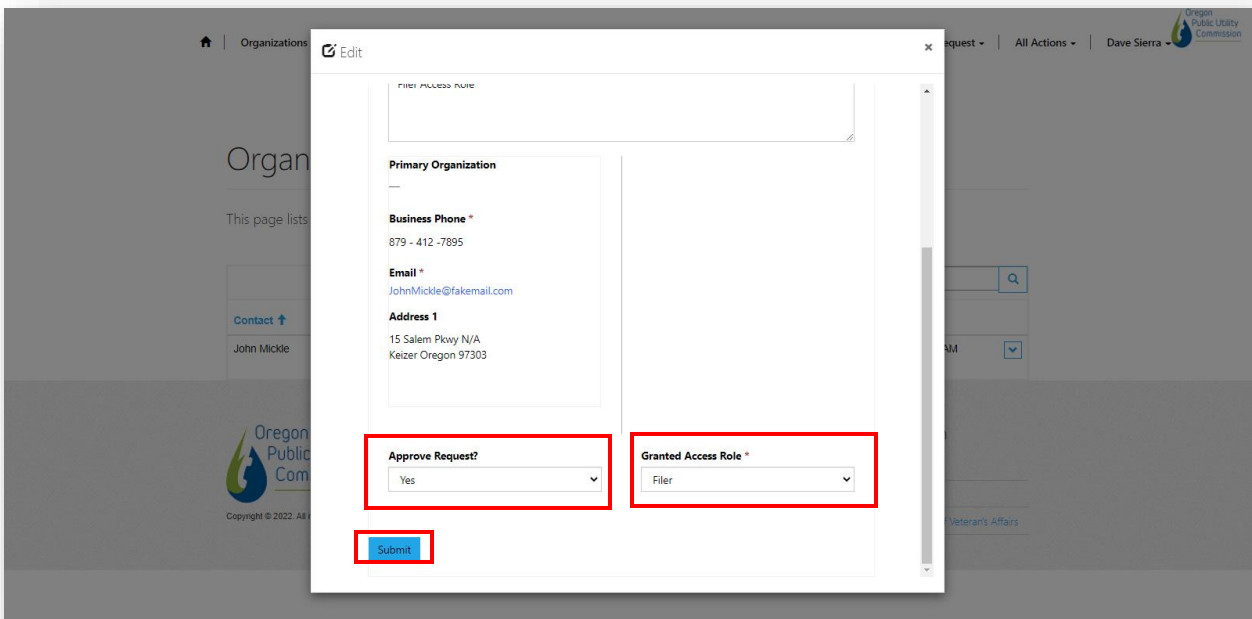 Oregon
Public Utility
Commission
Organizations
equest
All Actions
Dave Sierra
Edit
×
Filer Access Role
Organ
Primary Organization
—
This page lists
Business Phone *
879 - 412 -7895
Email *
JohnMickle@fakemail.com
Contact
Address 1
15 Salem Pkwy N/A
Keizer Oregon 97303
John Mickle
AM
Oregon
Public
Com
Approve Request?
Granted Access Role *
Yes
Filer
Copyright © 2022. All
Veteran's Affairs
Submit